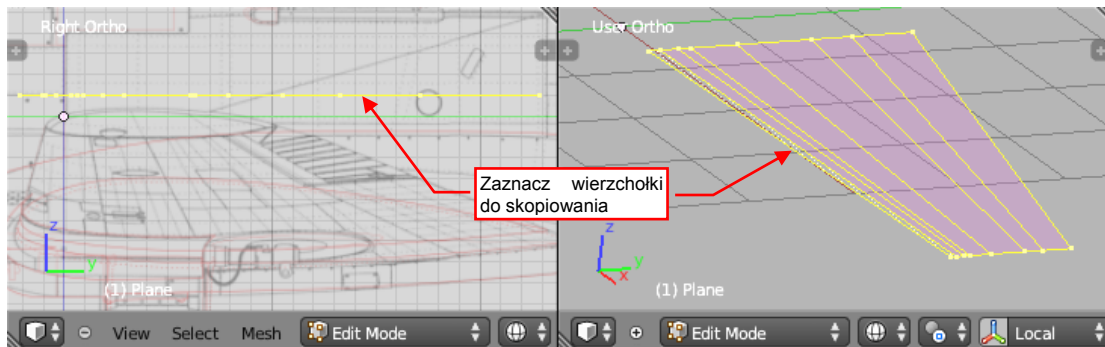 Right Ortho
User Ortho
Zaznacz wierzchołki
do skopiowania
z
y
z
y
x
(1) Plane
(1) Plane
View Select Mesh Edit Mode
Edit Mode Local